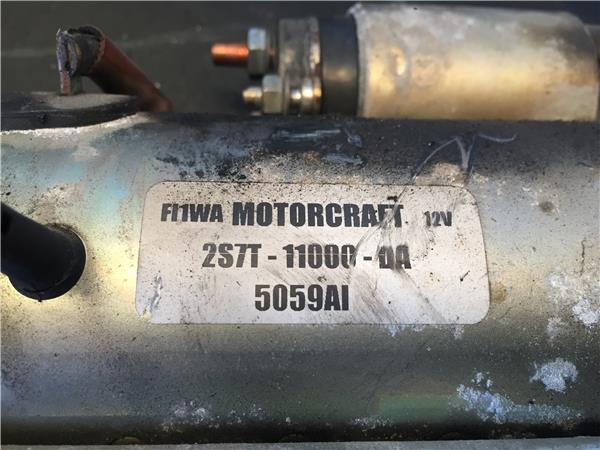 FI1WA MOTORCRAFT 12V
2S7T - 11000 - DA
5059AI